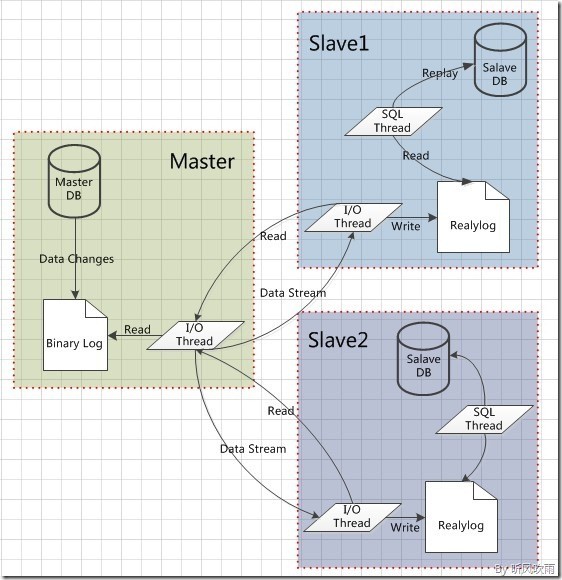 Slave1
Salave
DB
Replay
SQL
Thread
Read
I/O
Thread
Write
Realylog
Master
Master
DB
Data Changes
Binary Log
Read
I/O
Thread
Read
Data Stream
Slave2
Salave
DB
SQL
Thread
Read
Data Stream
I/O
Thread
Write
Realylog
By 听风吹雨